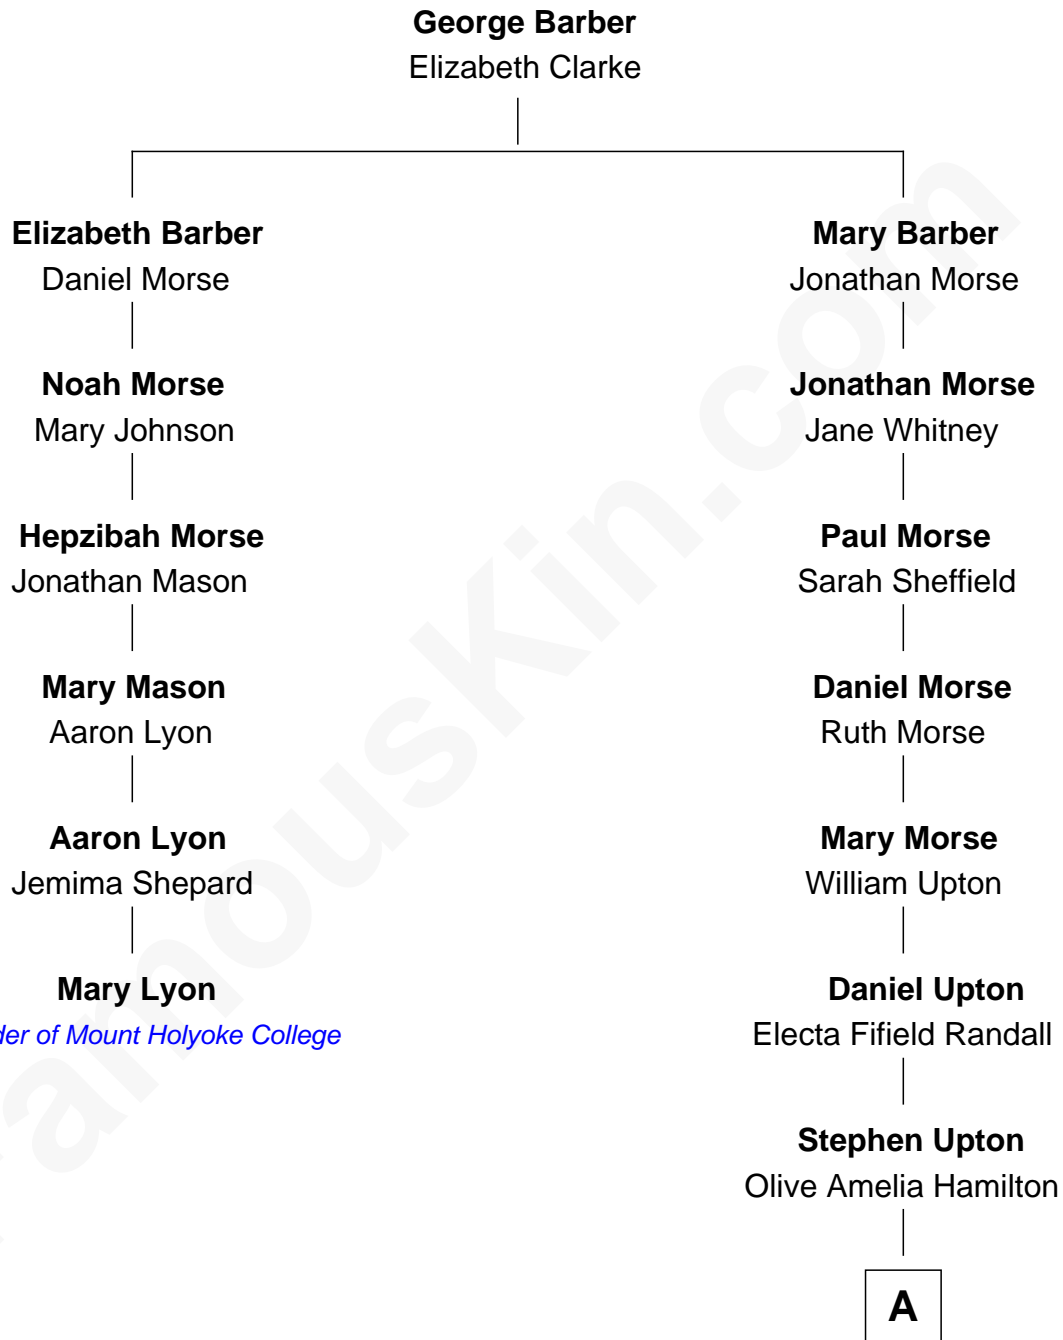 George Barber
Elizabeth Clarke
Elizabeth Barber
Daniel Morse
Noah Morse
Mary Johnson
Hepzibah Morse
Jonathan Mason
Mary Mason
Aaron Lyon
Aaron Lyon
Jemima Shepard
Mary Lyon
der of Mount Holyoke College
Mary Barber
Jonathan Morse
Jonathan Morse
Jane Whitney
Paul Morse
Sarah Sheffield
Daniel Morse
Ruth Morse
Mary Morse
William Upton
Daniel Upton
Electa Fifield Randall
Stephen Upton
Olive Amelia Hamilton
A
amouskin.com